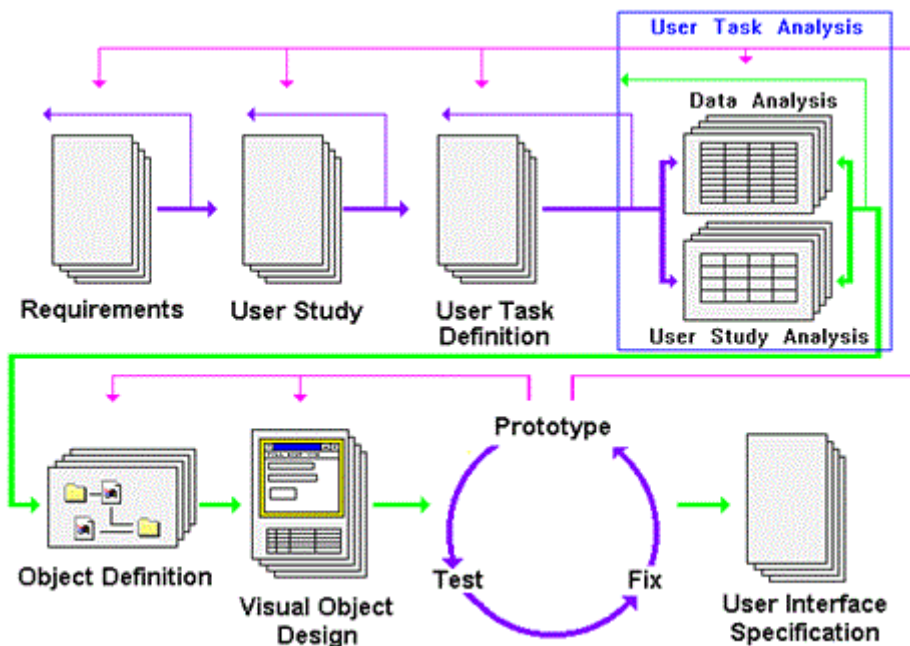 User Task Analysis
Data Analysis
Requirements
User Study
User Task
Definition
User Study Analysis
Prototype
Object Definition
Visual Object
Design
Test
Fix
User Interface
Specification